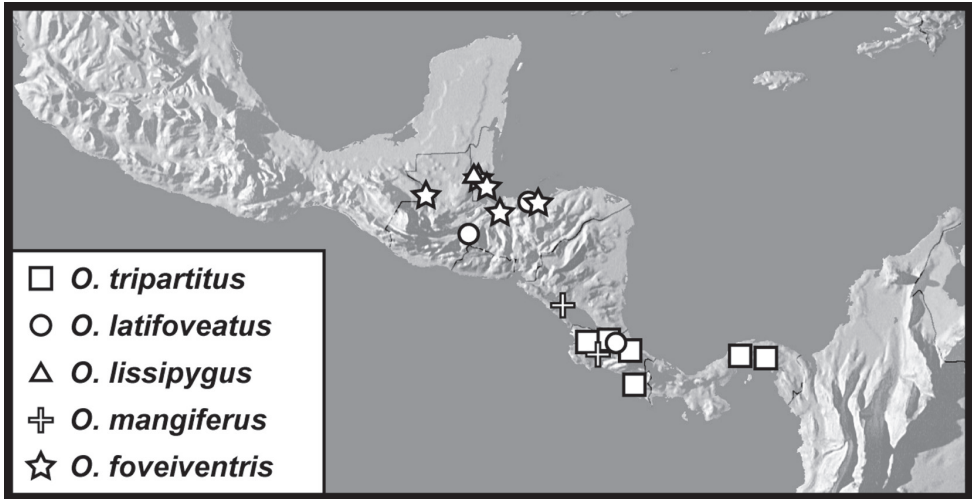 O. tripartitus
O. latifoveatus
O. lissipygus
O. mangiferus
O. foveiventris